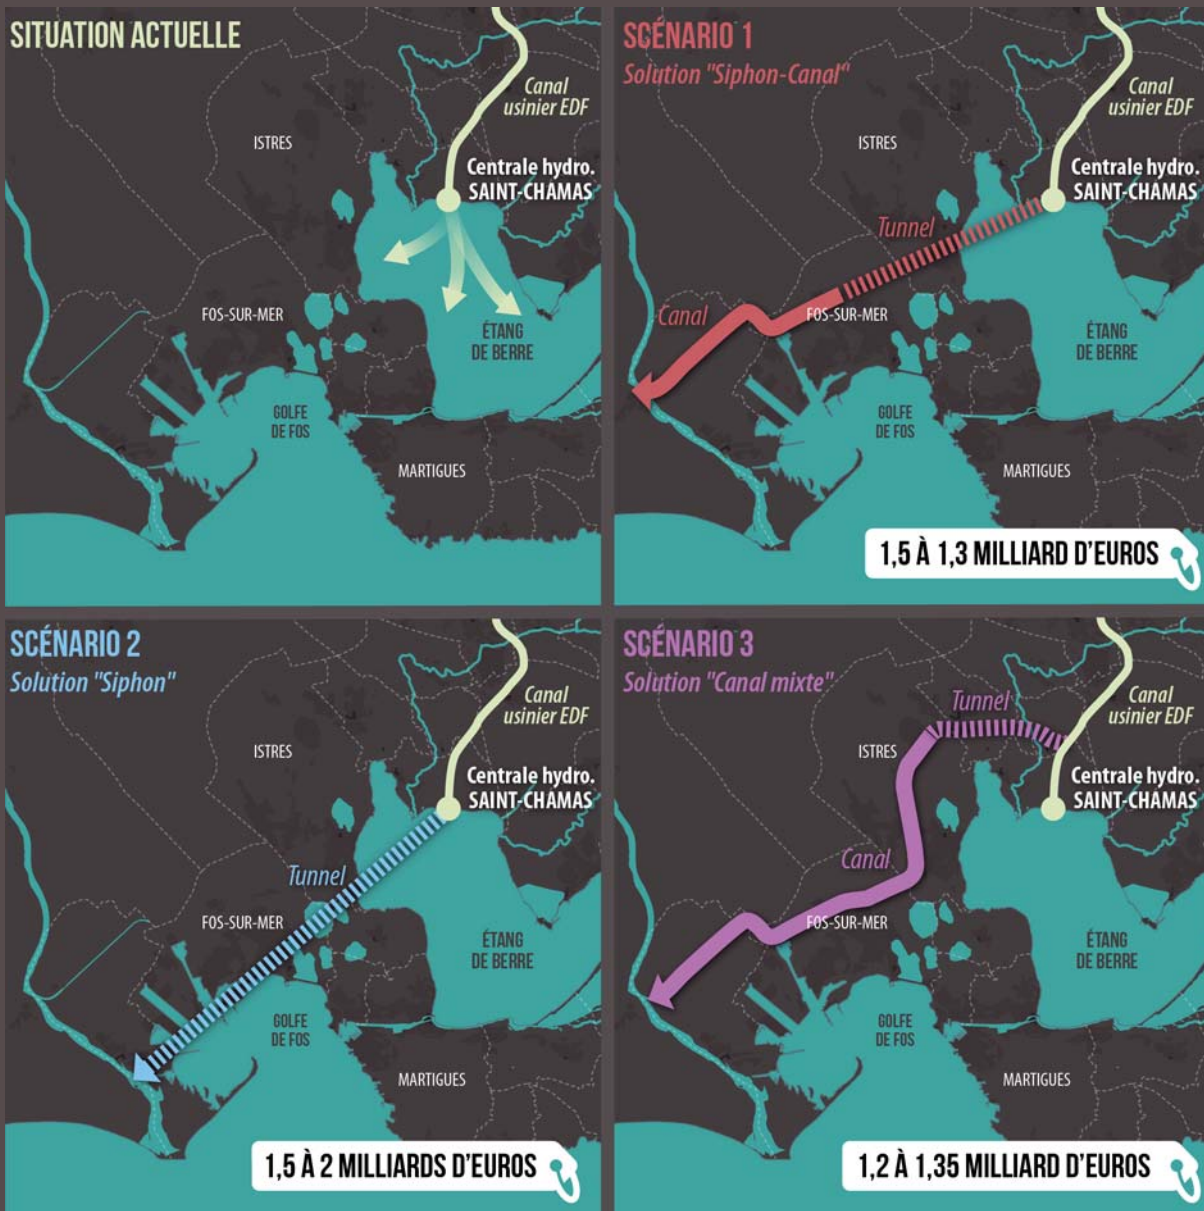 SITUATION ACTUELLE
Canal
usinier EDF
ISTRES
Centrale hydro.
SAINT-CHAMAS
FOS-SUR-MER
ÉTANG
DE BERRE
GOLFE
DE FOS
MARTIGUES
SCÉNARIO 1
Solution "Siphon-Canal"
Canal
usinier EDF
ISTRES
Centrale hydro.
SAINT-CHAMAS
Tunnel
Canal
FOS-SUR-MER
ÉTANG
DE BERRE
GOLFE
DE FOS
MARTIGUES
1,5 À 1,3 MILLIARD D'EUROS
SCÉNARIO 2
Solution "Siphon"
Canal
usinier EDF
ISTRES
Centrale hydro.
SAINT-CHAMAS
Tunnel
FOS-SUR-MER
ÉTANG
DE BERRE
GOLFE
DE FOS
MARTIGUES
1,5 À 2 MILLIARDS D'EUROS
SCÉNARIO 3
Solution "Canal mixte"
Tunnel
Canal
usinier EDF
ISTRES
Centrale hydro.
SAINT-CHAMAS
Canal
FOS-SUR-MER
ÉTANG
DE BERRE
GOLFE
DE FOS
MARTIGUES
1,2 À 1,35 MILLIARD D'EUROS